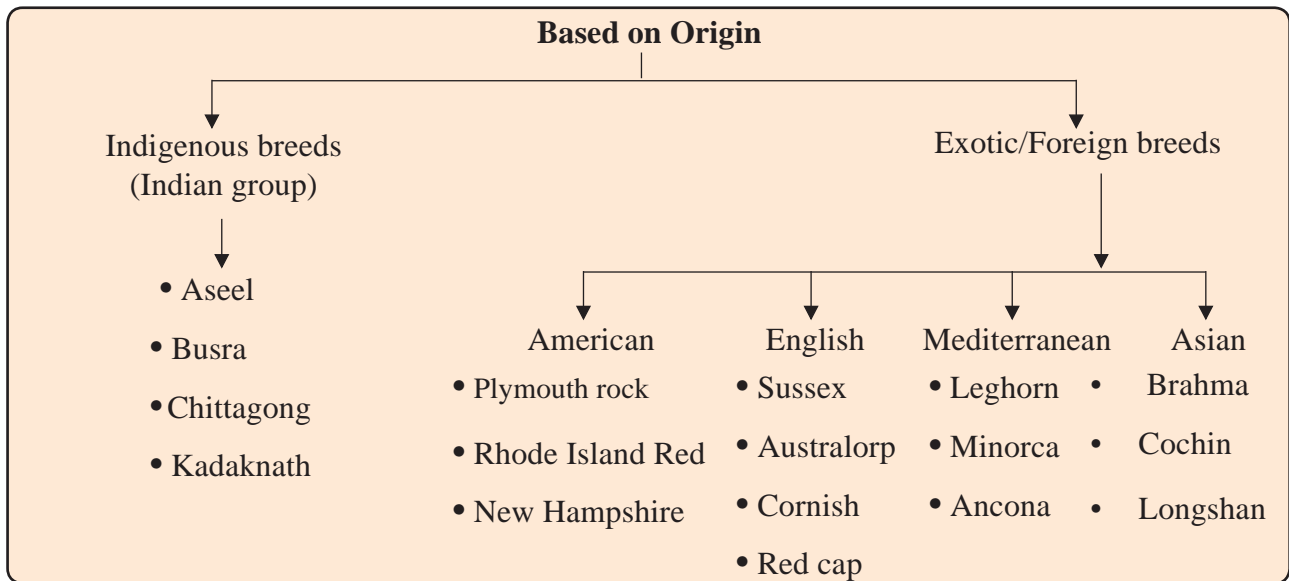 Based on Origin
Indigenous breeds
(Indian group)
• Aseel
• Busra
• Chittagong
• Kadaknath
Exotic/Foreign breeds
American
• Plymouth rock
• Rhode Island Red
• New Hampshire
English
• Sussex
• Australorp
• Cornish
• Red cap
Mediterranean
• Leghorn
• Minorca
• Ancona
Asian
• Brahma
• Cochin
• Longshan